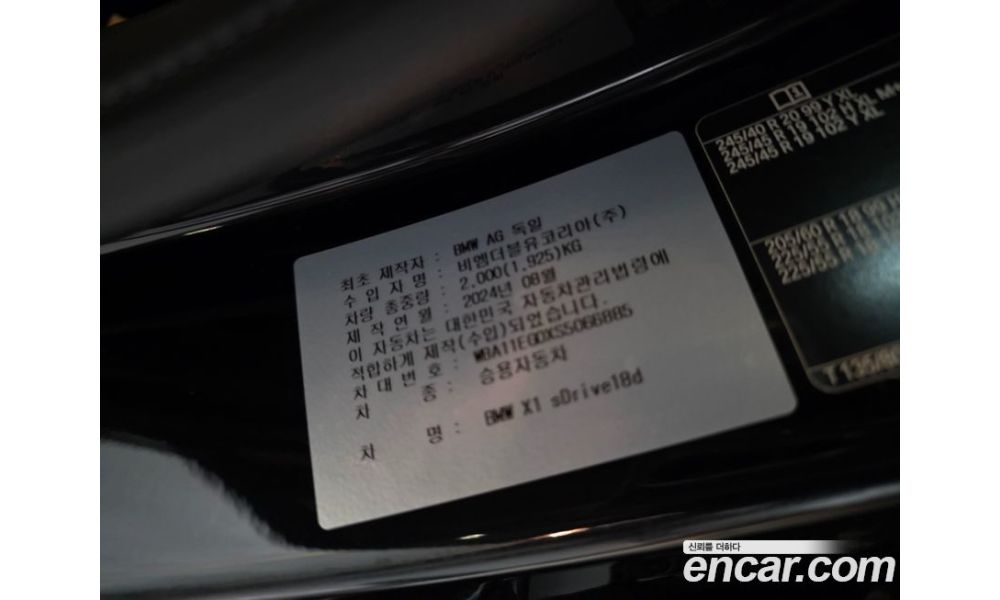 최초 제작자 : BMW AG 독일
수 입 자 명 : 비엠더블유코리아(주)
차량 총중량 : 2,000(1,925)KG
제 작 연 월 : 2024년 08월
이 자동차는 대한민국 자동차관리법령에
적합하게 제작(수입)되었습니다.
차 대 번 호 : WBA11EG0XS5066885
차 종 : 승용자동차
차 명 : BMW X1 sDrive18d
245/40 R 20 99 Y XL
245/45 R 19 102 H XL M+
245/45 R 19 102 Y XL
205/60 R 18 99 H
225/55 R 18
225/55 R 18
T 135/80
신뢰를 더하다
encar.com